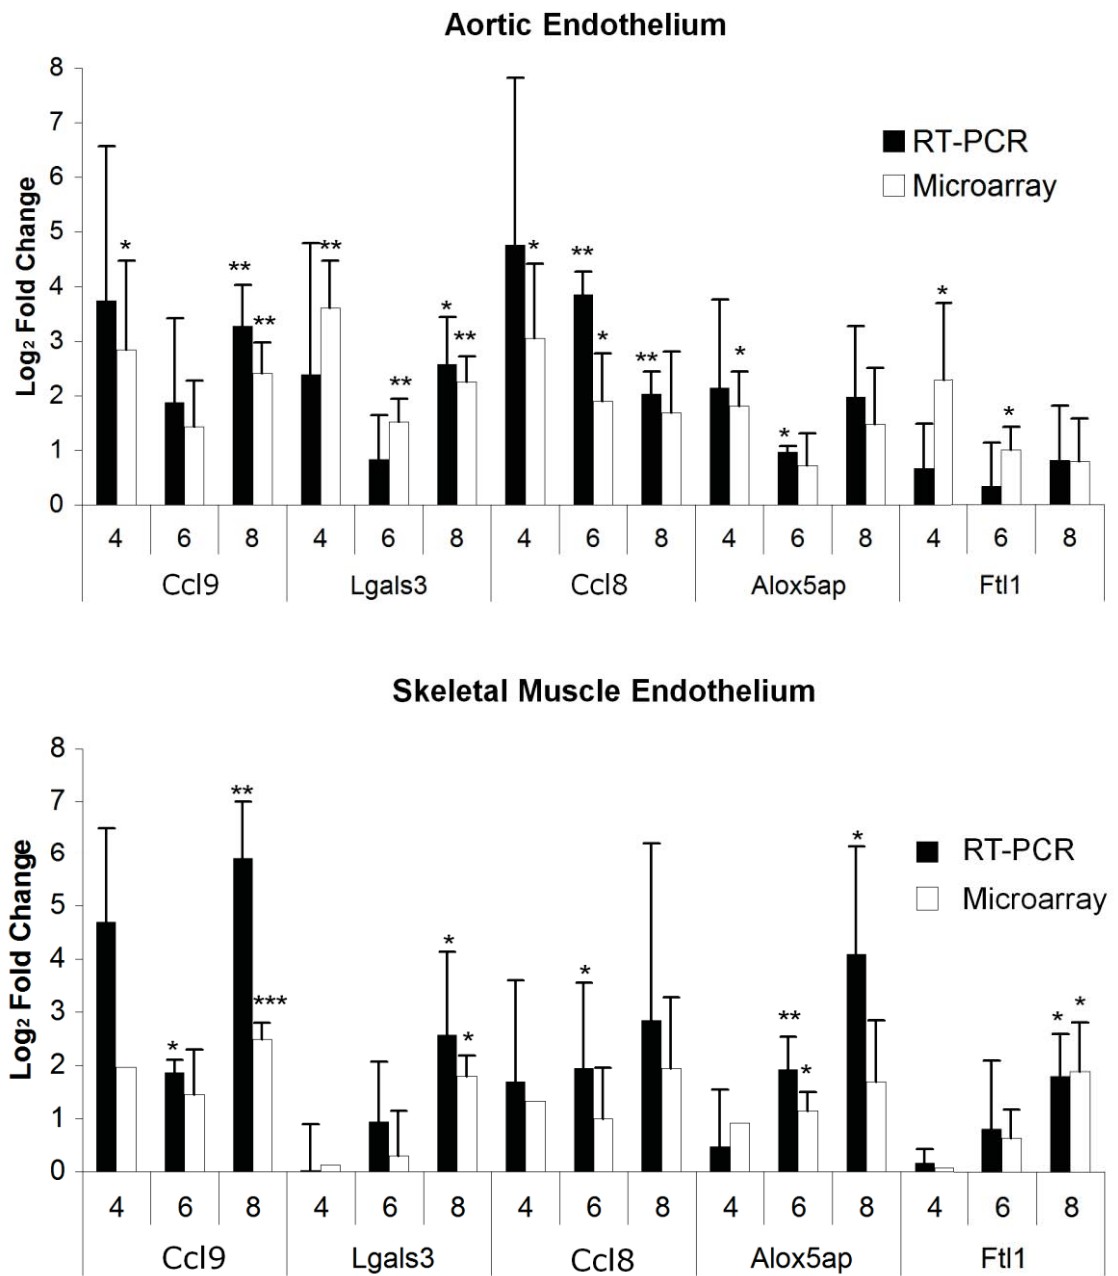 Aortic Endothelium
Log₂ Fold Change
8
7
6
5
4
3
2
1
0
RT-PCR
Microarray
* ** ** ** ** * ** * ** * ** * * * *
4 6 8 4 6 8 4 6 8 4 6 8 4 6 8
Ccl9 Lgals3 Ccl8 Alox5ap Ftl1
Skeletal Muscle Endothelium
Log₂ Fold Change
8
7
6
5
4
3
2
1
0
RT-PCR
Microarray
* ** *** * * * ** * * * *
4 6 8 4 6 8 4 6 8 4 6 8 4 6 8
Ccl9 Lgals3 Ccl8 Alox5ap Ftl1